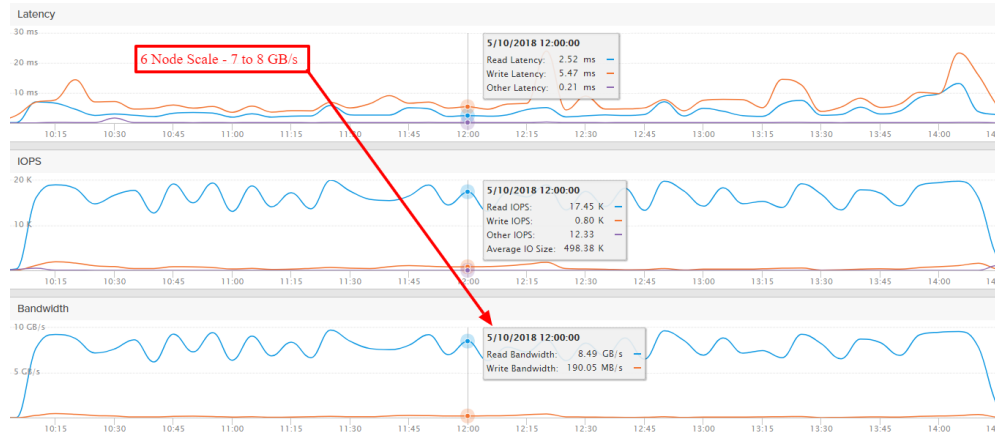 Latency
30 ms
20 ms
10 ms
6 Node Scale - 7 to 8 GB/s
5/10/2018 12:00:00
Read Latency: 2.52 ms
Write Latency: 5.47 ms
Other Latency: 0.21 ms
10:15 10:30 10:45 11:00 11:15 11:30 11:45 12:00 12:15 12:30 12:45 13:00 13:15 13:30 13:45 14:00 14
IOPS
20 K
10 K
5/10/2018 12:00:00
Read IOPS: 17.45 K
Write IOPS: 0.80 K
Other IOPS: 12.33
Average IO Size: 498.38 K
10:15 10:30 10:45 11:00 11:15 11:30 11:45 12:00 12:15 12:30 12:45 13:00 13:15 13:30 13:45 14:00 14
Bandwidth
10 GB/s
5 GB/s
5/10/2018 12:00:00
Read Bandwidth: 8.49 GB/s
Write Bandwidth: 190.05 MB/s
10:15 10:30 10:45 11:00 11:15 11:30 11:45 12:00 12:15 12:30 12:45 13:00 13:15 13:30 13:45 14:00 14